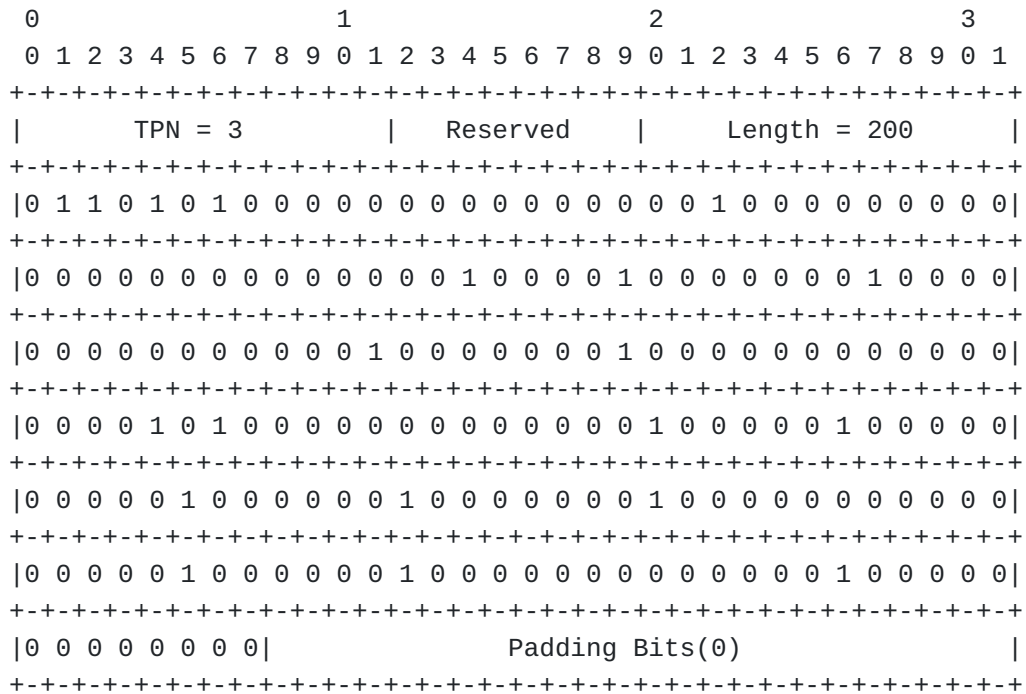 0                   1                   2                   3
 0 1 2 3 4 5 6 7 8 9 0 1 2 3 4 5 6 7 8 9 0 1 2 3 4 5 6 7 8 9 0 1
+-+-+-+-+-+-+-+-+-+-+-+-+-+-+-+-+-+-+-+-+-+-+-+-+-+-+-+-+-+-+-+-+
|       TPN = 3         |   Reserved    |     Length = 200      |
+-+-+-+-+-+-+-+-+-+-+-+-+-+-+-+-+-+-+-+-+-+-+-+-+-+-+-+-+-+-+-+-+
|0 1 1 0 1 0 1 0 0 0 0 0 0 0 0 0 0 0 0 0 0 0 1 0 0 0 0 0 0 0 0 0|
+-+-+-+-+-+-+-+-+-+-+-+-+-+-+-+-+-+-+-+-+-+-+-+-+-+-+-+-+-+-+-+-+
|0 0 0 0 0 0 0 0 0 0 0 0 0 0 1 0 0 0 0 1 0 0 0 0 0 0 0 1 0 0 0 0|
+-+-+-+-+-+-+-+-+-+-+-+-+-+-+-+-+-+-+-+-+-+-+-+-+-+-+-+-+-+-+-+-+
|0 0 0 0 0 0 0 0 0 0 0 1 0 0 0 0 0 0 0 1 0 0 0 0 0 0 0 0 0 0 0 0|
+-+-+-+-+-+-+-+-+-+-+-+-+-+-+-+-+-+-+-+-+-+-+-+-+-+-+-+-+-+-+-+-+
|0 0 0 0 1 0 1 0 0 0 0 0 0 0 0 0 0 0 0 0 1 0 0 0 0 0 1 0 0 0 0 0|
+-+-+-+-+-+-+-+-+-+-+-+-+-+-+-+-+-+-+-+-+-+-+-+-+-+-+-+-+-+-+-+-+
|0 0 0 0 0 1 0 0 0 0 0 0 1 0 0 0 0 0 0 0 1 0 0 0 0 0 0 0 0 0 0 0|
+-+-+-+-+-+-+-+-+-+-+-+-+-+-+-+-+-+-+-+-+-+-+-+-+-+-+-+-+-+-+-+-+
|0 0 0 0 0 1 0 0 0 0 0 0 1 0 0 0 0 0 0 0 0 0 0 0 0 0 1 0 0 0 0 0|
+-+-+-+-+-+-+-+-+-+-+-+-+-+-+-+-+-+-+-+-+-+-+-+-+-+-+-+-+-+-+-+-+
|0 0 0 0 0 0 0 0|               Padding Bits(0)                 |
+-+-+-+-+-+-+-+-+-+-+-+-+-+-+-+-+-+-+-+-+-+-+-+-+-+-+-+-+-+-+-+-+